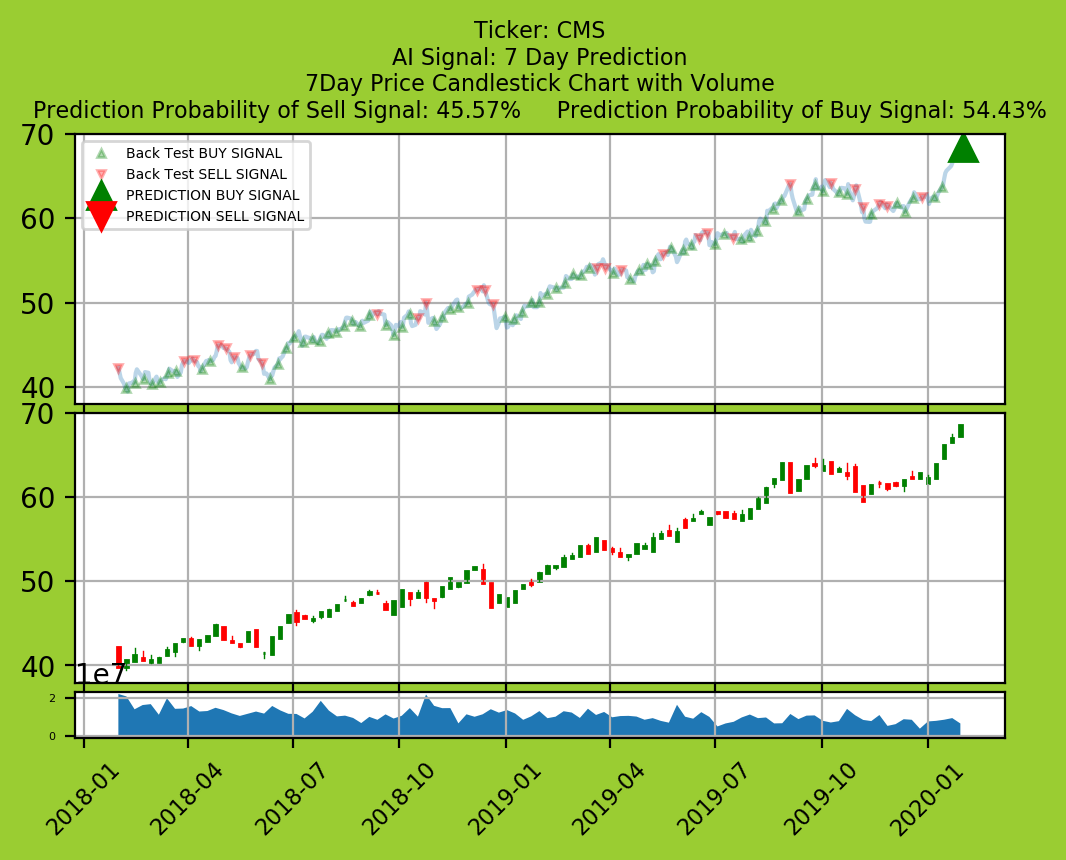 Ticker: CMS
AI Signal: 7 Day Prediction
7Day Price Candlestick Chart with Volume
Prediction Probability of Sell Signal: 45.57%     Prediction Probability of Buy Signal: 54.43%
70
Back Test BUY SIGNAL
Back Test SELL SIGNAL
PREDICTION BUY SIGNAL
PREDICTION SELL SIGNAL
60
50
40
70
60
50
40
1e7
2
0
2018-01 2018-04 2018-07 2018-10 2019-01 2019-04 2019-07 2019-10 2020-01